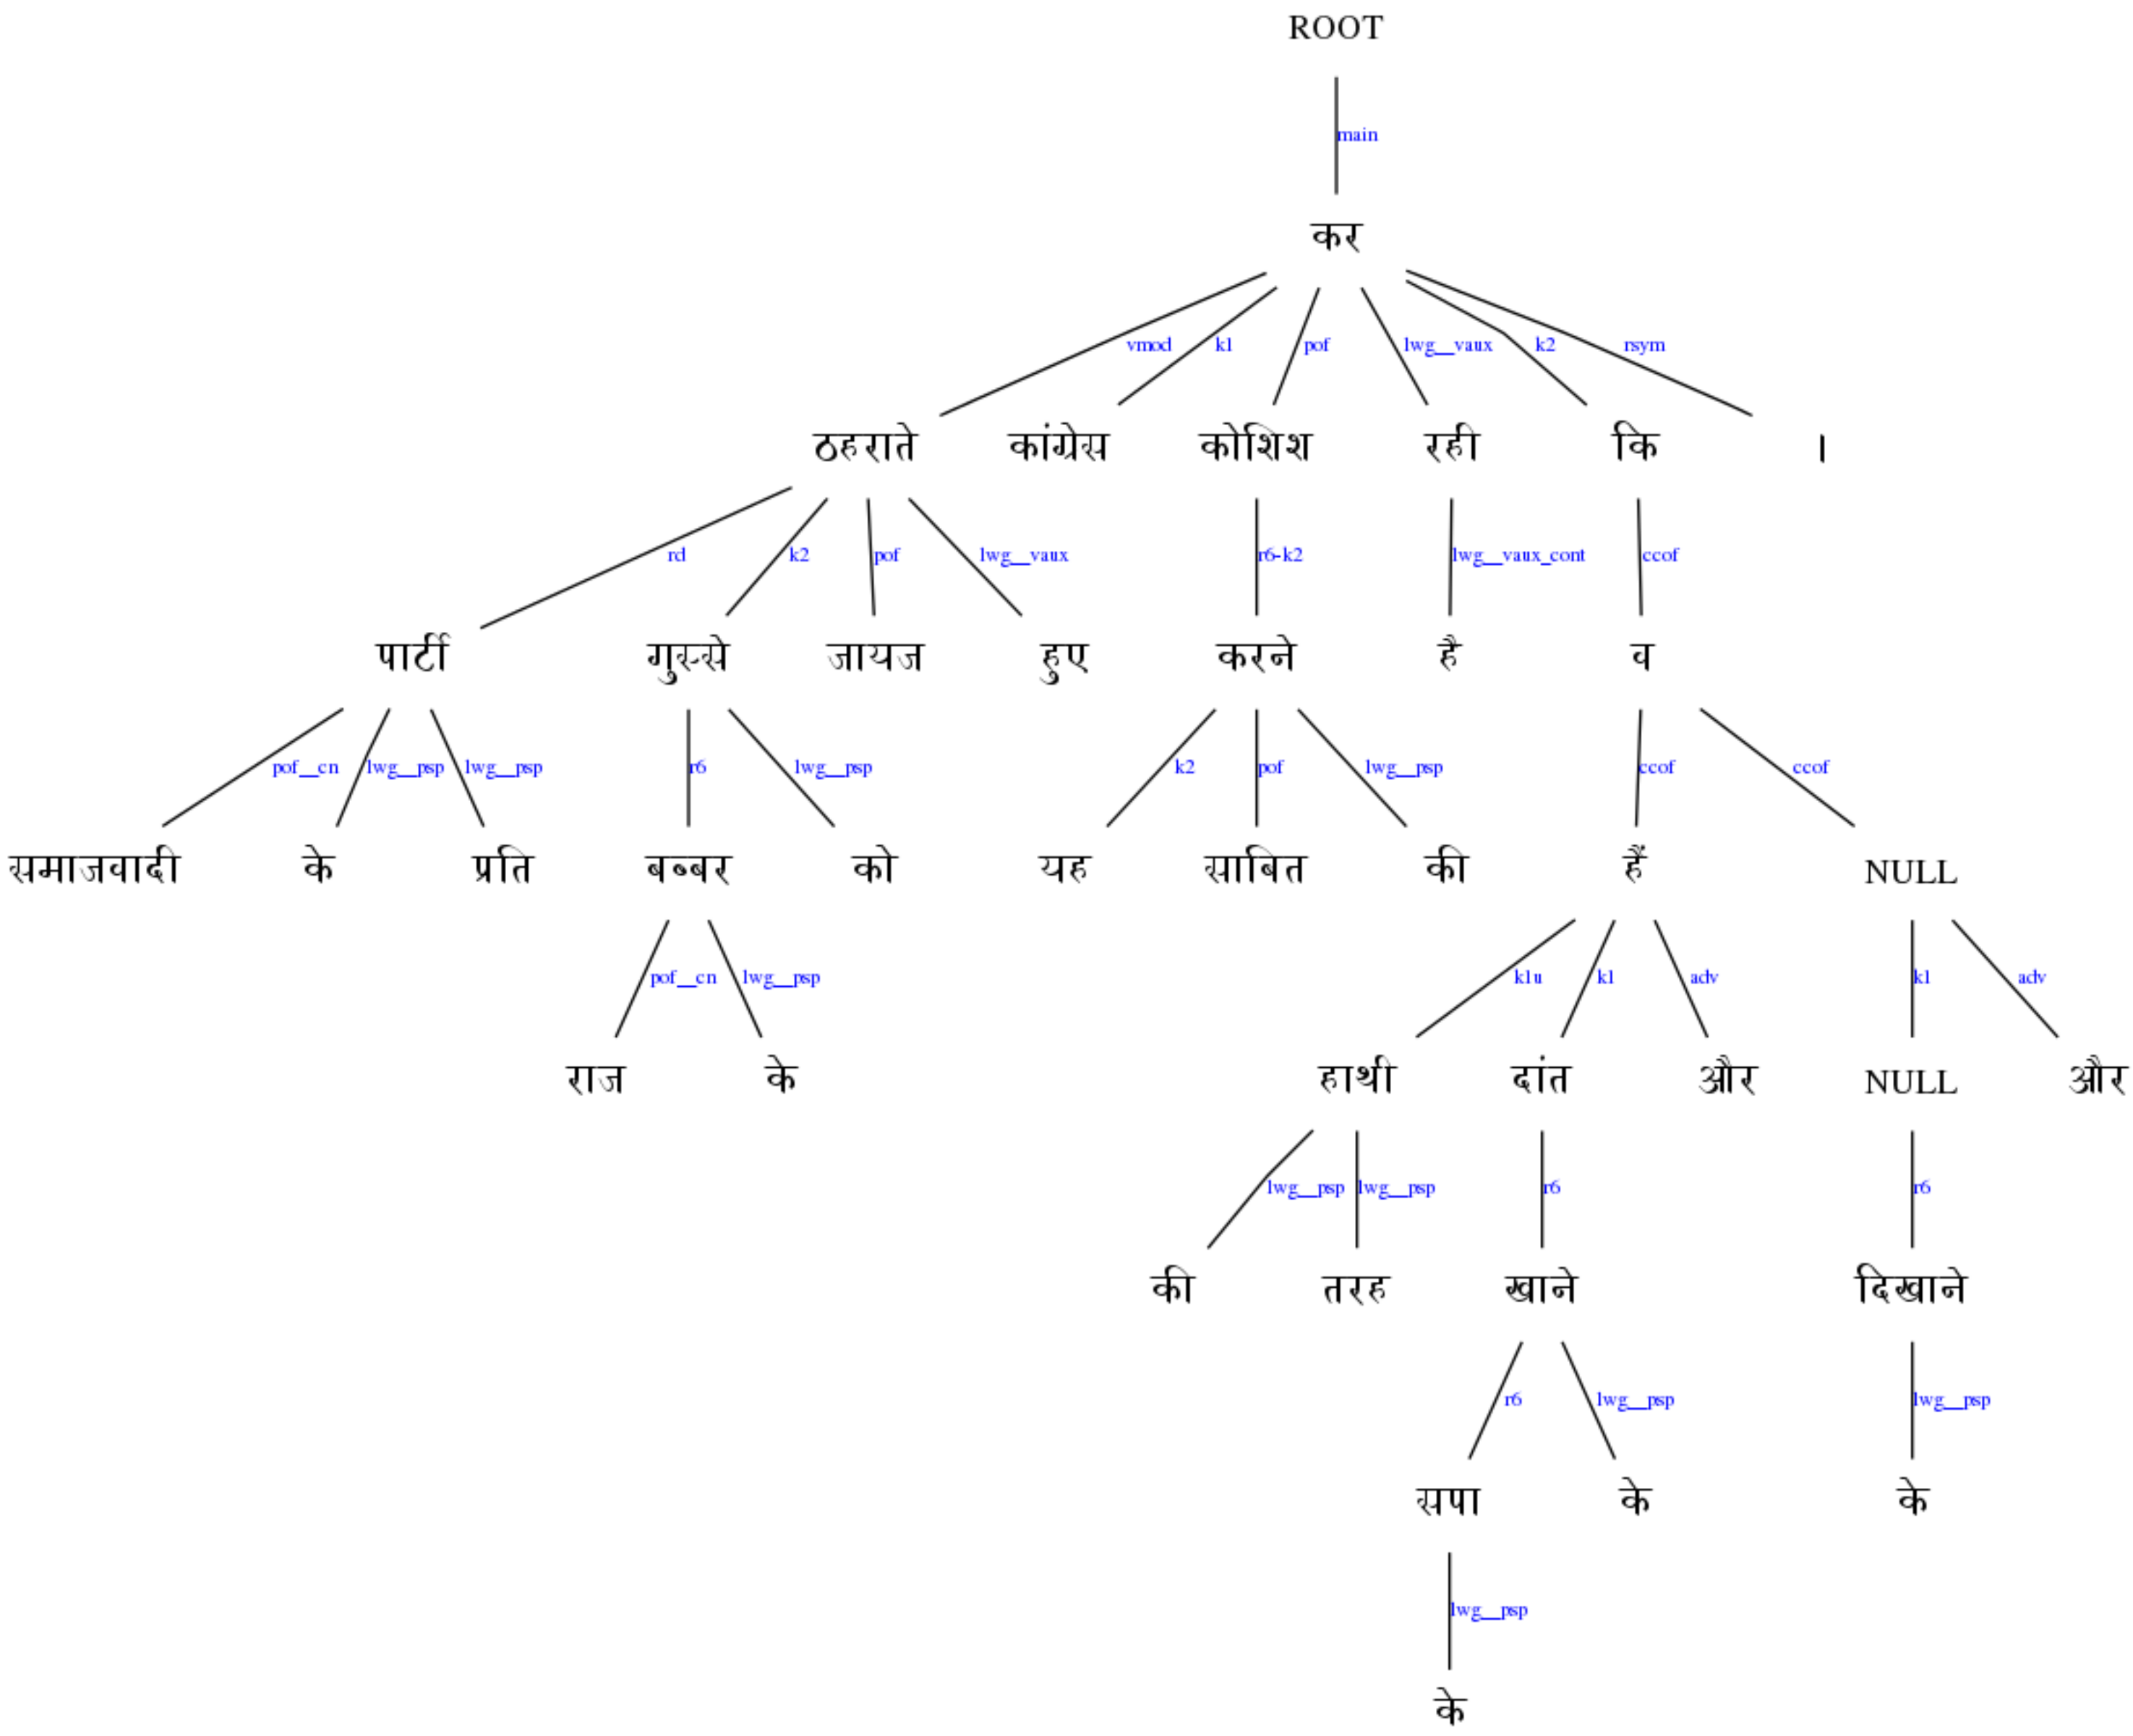 ROOT
main
कर
vmod k1 pof lwg__vaux k2 rsym
ठहराते कांग्रेस कोशिश रही कि ।
rd k2 pof lwg__vaux r6-k2 lwg__vaux_cont ccof
पार्टी गुस्से जायज हुए करने है व
pof__cn lwg__psp lwg__psp r6 lwg__psp k2 pof lwg__psp ccof ccof
समाजवादी के प्रति बब्बर को यह साबित की हैं NULL
pof__cn lwg__psp k1u k1 adv k1 adv
राज के हाथी दांत और NULL और
lwg__psp lwg__psp r6 r6
की तरह खाने दिखाने
r6 lwg__psp lwg__psp
सपा के के
lwg__psp
के